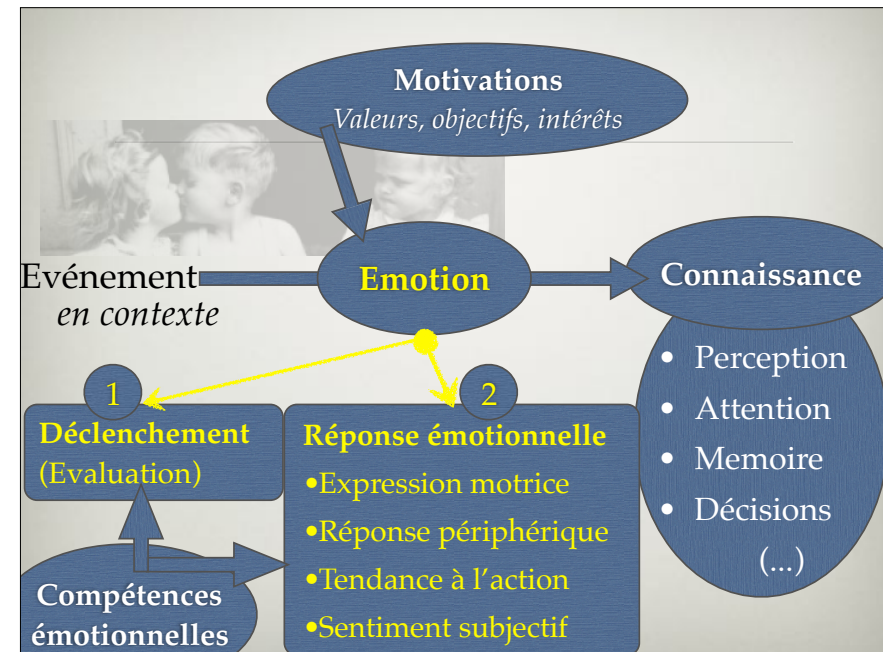 Motivations
Valeurs, objectifs, intérêts
Evénement
en contexte
Emotion
Connaissance
• Perception
• Attention
• Memoire
• Décisions
(...)
1
Déclenchement
(Evaluation)
2
Réponse émotionnelle
•Expression motrice
•Réponse périphérique
•Tendance à l’action
•Sentiment subjectif
Compétences
émotionnelles